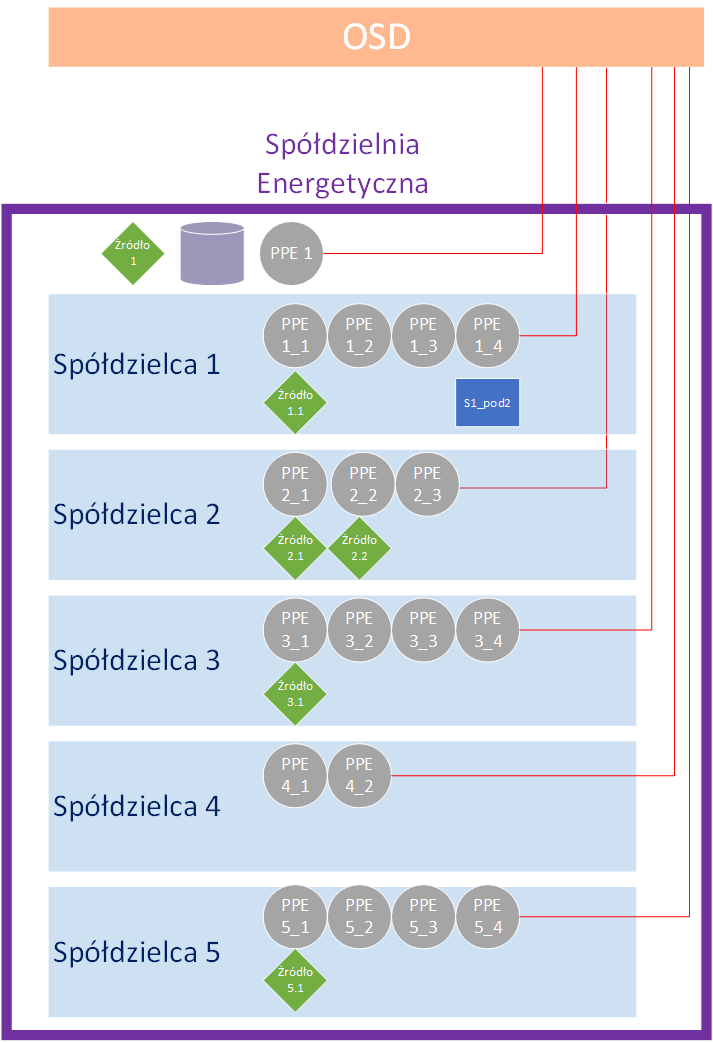 OSD
Spółdzielnia
Energetyczna
Źródło
1
PPE 1
Spółdzielca 1
PPE
1_1
PPE
1_2
PPE
1_3
PPE
1_4
Źródło
1.1
S1_pod2
Spółdzielca 2
PPE
2_1
PPE
2_2
PPE
2_3
Źródło
2.1
Źródło
2.2
Spółdzielca 3
PPE
3_1
PPE
3_2
PPE
3_3
PPE
3_4
Źródło
3.1
Spółdzielca 4
PPE
4_1
PPE
4_2
Spółdzielca 5
PPE
5_1
PPE
5_2
PPE
5_3
PPE
5_4
Źródło
5.1